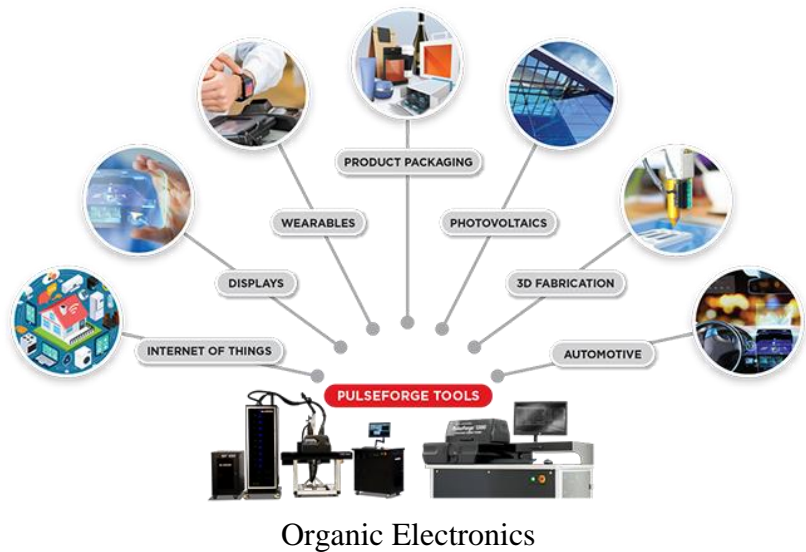 PRODUCT PACKAGING
WEARABLES
PHOTOVOLTAICS
DISPLAYS
3D FABRICATION
INTERNET OF THINGS
AUTOMOTIVE
PULSEFORGE TOOLS
Organic Electronics